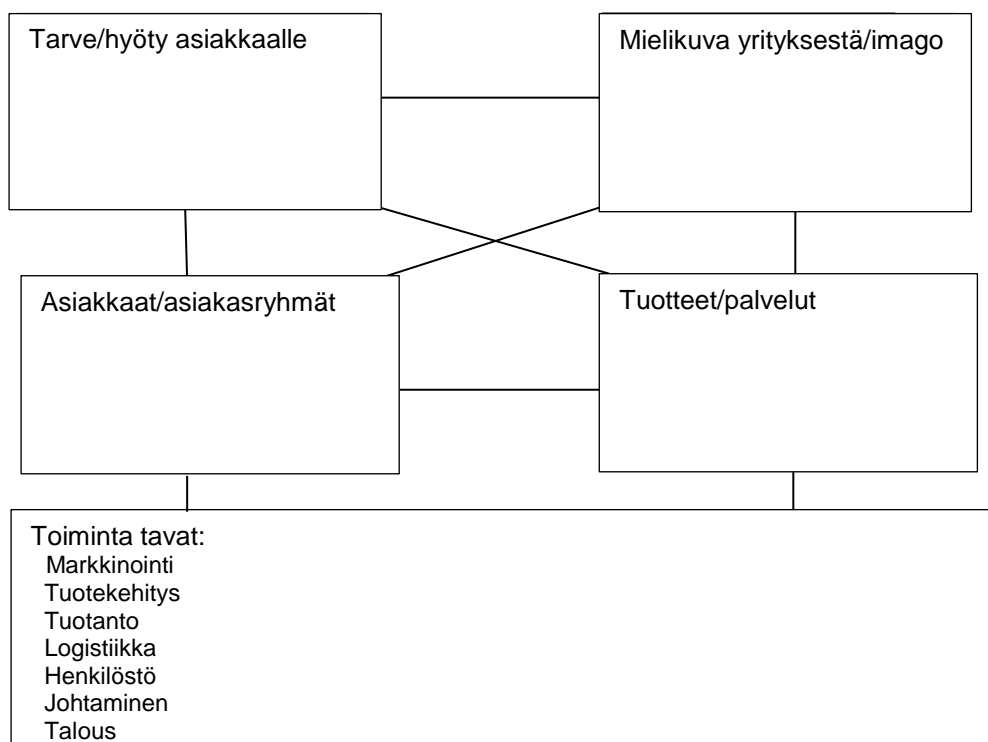 Tarve/hyöty asiakkaalle
Mielikuva yrityksestä/imago
Asiakkaat/asiakasryhmät
Tuotteet/palvelut
Toiminta tavat:
Markkinointi
Tuotekehitys
Tuotanto
Logistiikka
Henkilöstö
Johtaminen
Talous